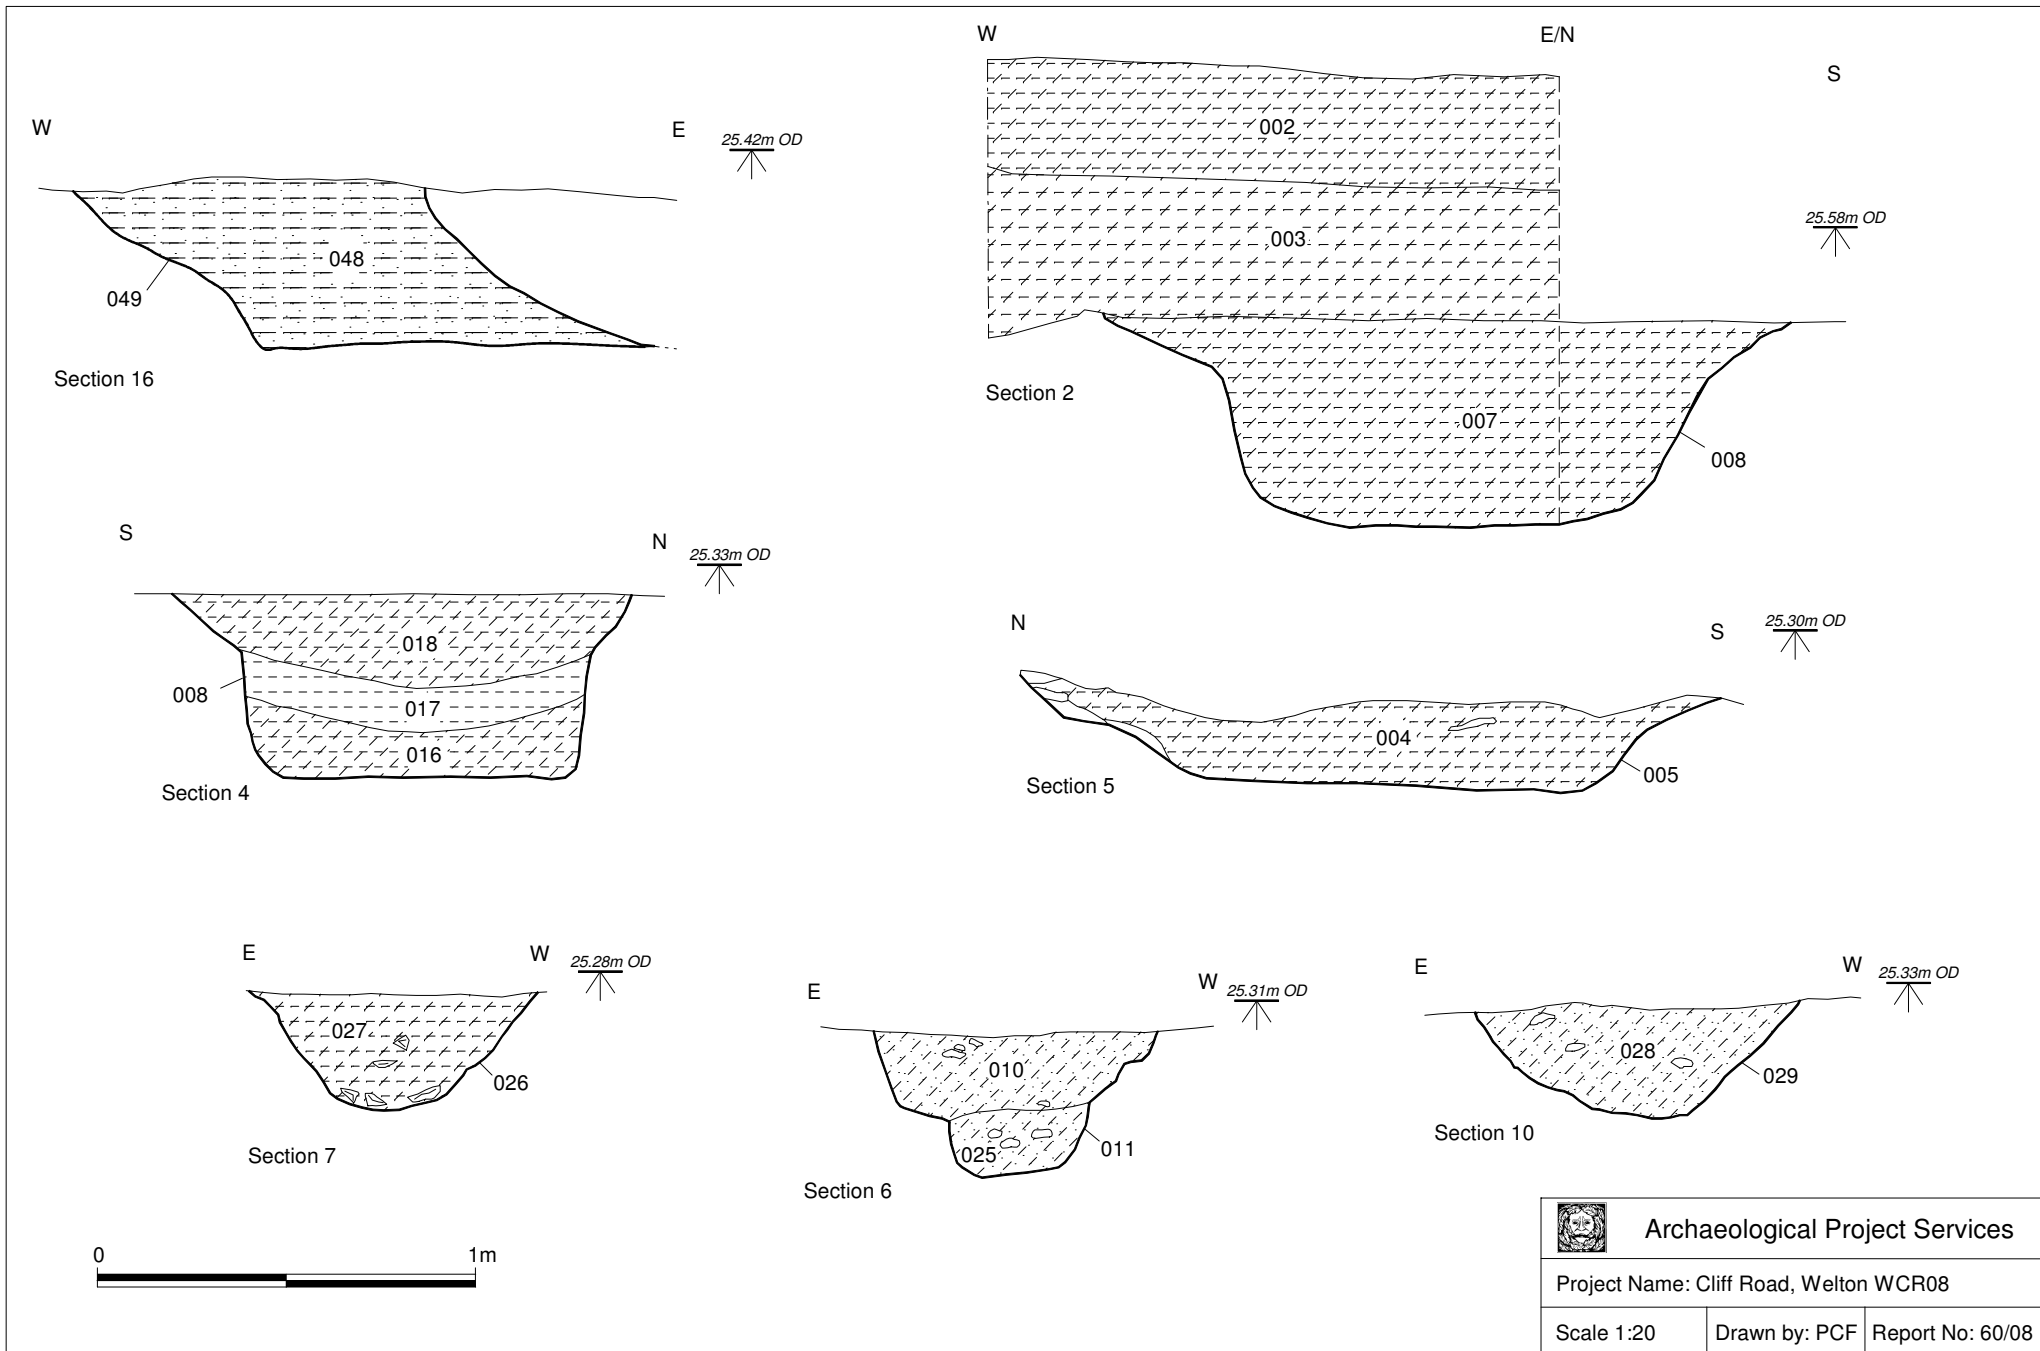 W
E
25.42m OD
048
049
Section 16
W
E/N
S
002
003
25.58m OD
007
008
Section 2
S
N
25.33m OD
018
008
017
016
Section 4
N
S
25.30m OD
004
005
Section 5
E
W
25.28m OD
027
026
Section 7
E
W
25.31m OD
010
025
011
Section 6
E
W
25.33m OD
028
029
Section 10
0
1m
Archaeological Project Services
Project Name: Cliff Road, Welton WCR08
Scale 1:20
Drawn by: PCF
Report No: 60/08